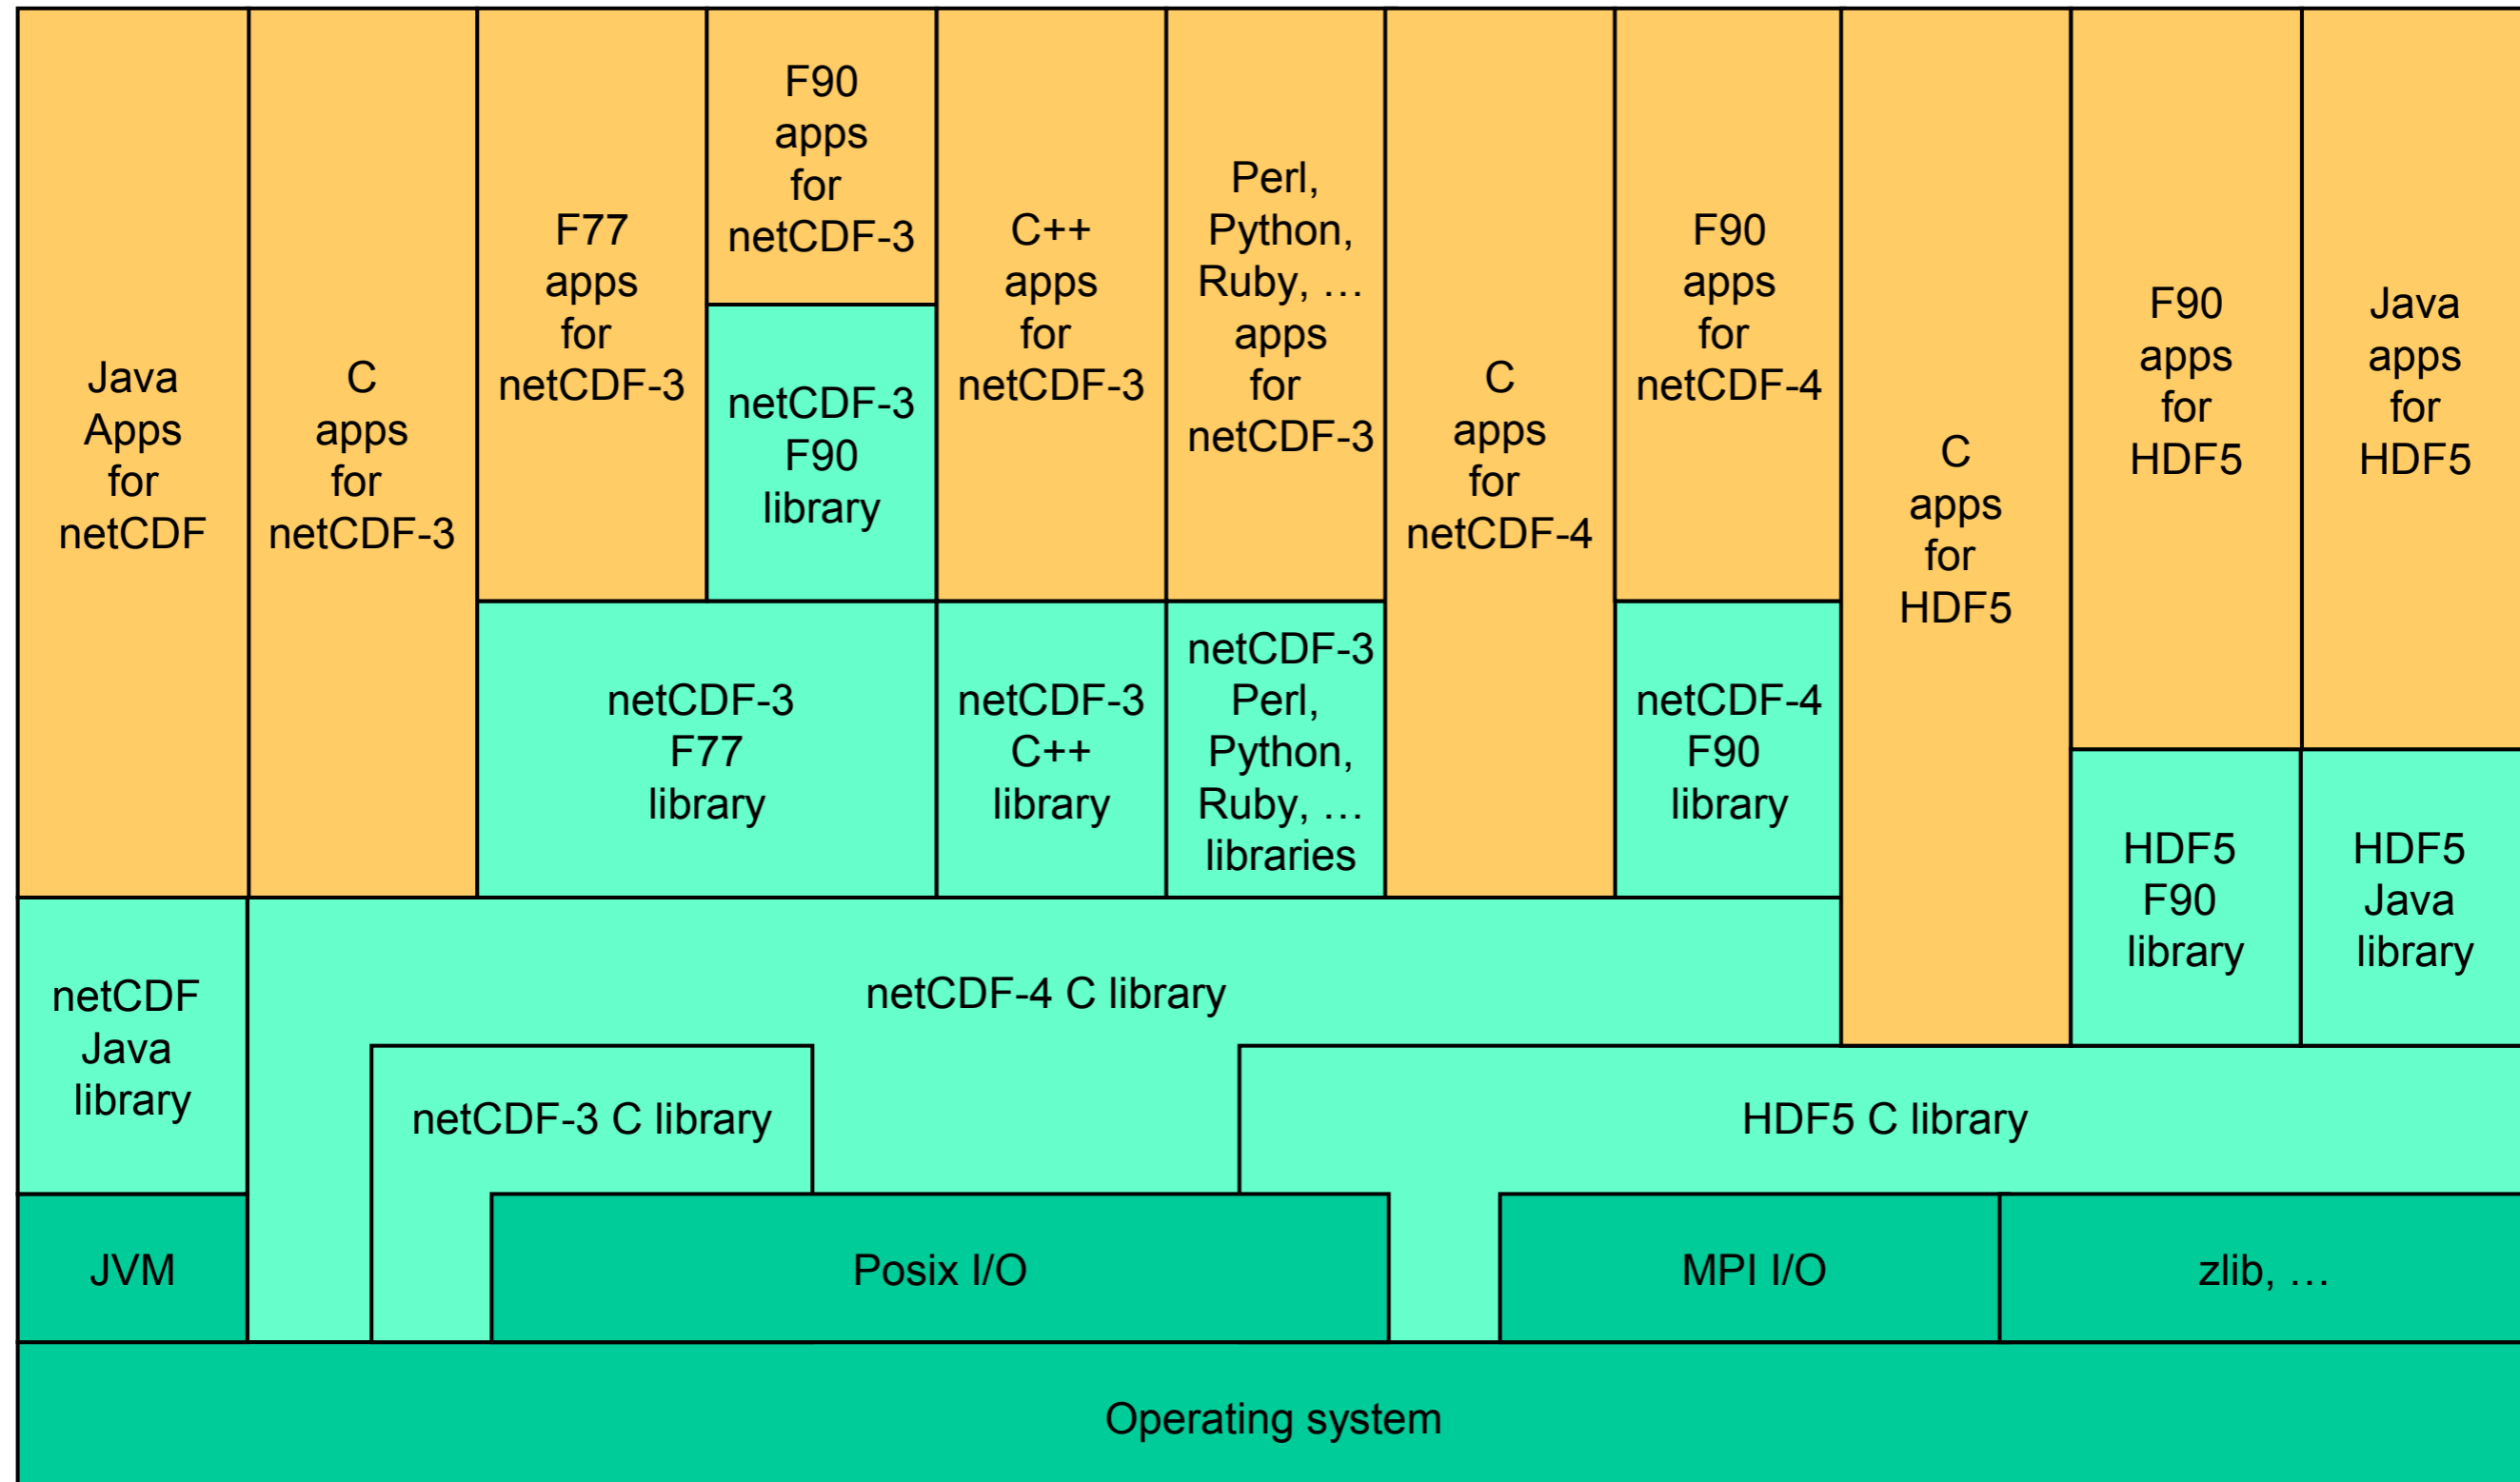 Java
Apps
for
netCDF
C
apps
for
netCDF-3
F77
apps
for
netCDF-3
F90
apps
for
netCDF-3
netCDF-3
F90
library
C++
apps
for
netCDF-3
Perl,
Python,
Ruby, …
apps
for
netCDF-3
C
apps
for
netCDF-4
F90
apps
for
netCDF-4
C
apps
for
HDF5
F90
apps
for
HDF5
Java
apps
for
HDF5
netCDF-3
F77
library
netCDF-3
C++
library
netCDF-3
Perl,
Python,
Ruby, …
libraries
netCDF-4
F90
library
HDF5
F90
library
HDF5
Java
library
netCDF
Java
library
netCDF-4 C library
netCDF-3 C library
HDF5 C library
JVM
Posix I/O
MPI I/O
zlib, …
Operating system